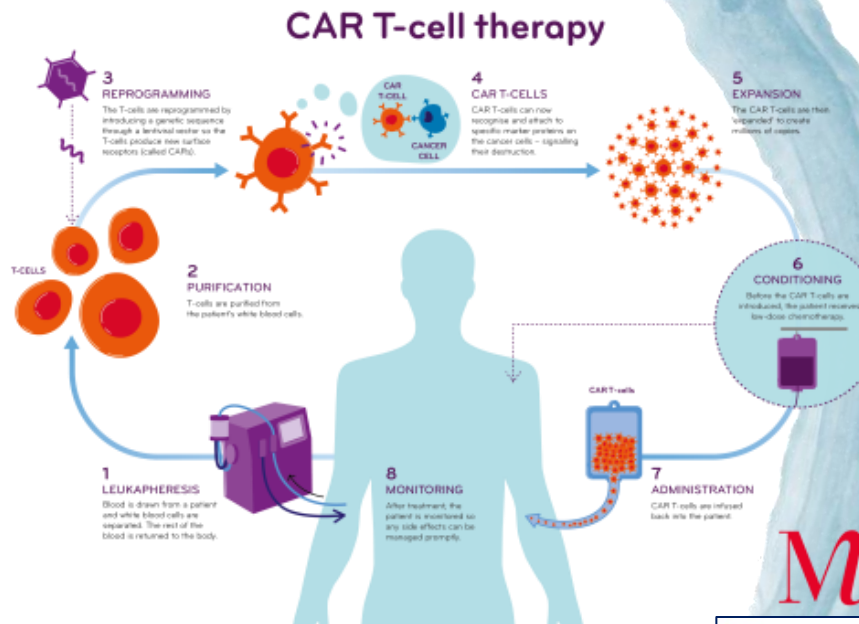 CAR T-cell therapy
3
REPROGRAMMING
The T-cells are reprogrammed by
introducing a genetic sequence
through a lentiviral vector so the
T-cells produce new surface
receptors (called CARs).
CAR
T-CELL
CANCER
CELL
4
CAR T-CELLS
CAR T-cells can now
recognise and attach to
specific marker proteins on
the cancer cells – signalling
their destruction.
5
EXPANSION
The CAR T-cells are then
'expanded' to create
millions of copies.
T-CELLS
2
PURIFICATION
T-cells are purified from
the patient's white blood cells.
6
CONDITIONING
Before the CAR T-cells are
introduced, the patient receives
low-dose chemotherapy.
CAR T-cells
1
LEUKAPHERESIS
Blood is drawn from a patient
and white blood cells are
separated. The rest of the
blood is returned to the body.
8
MONITORING
After treatment, the
patient is monitored so
any side effects can be
managed promptly.
7
ADMINISTRATION
CAR T-cells are infused
back into the patient.
M